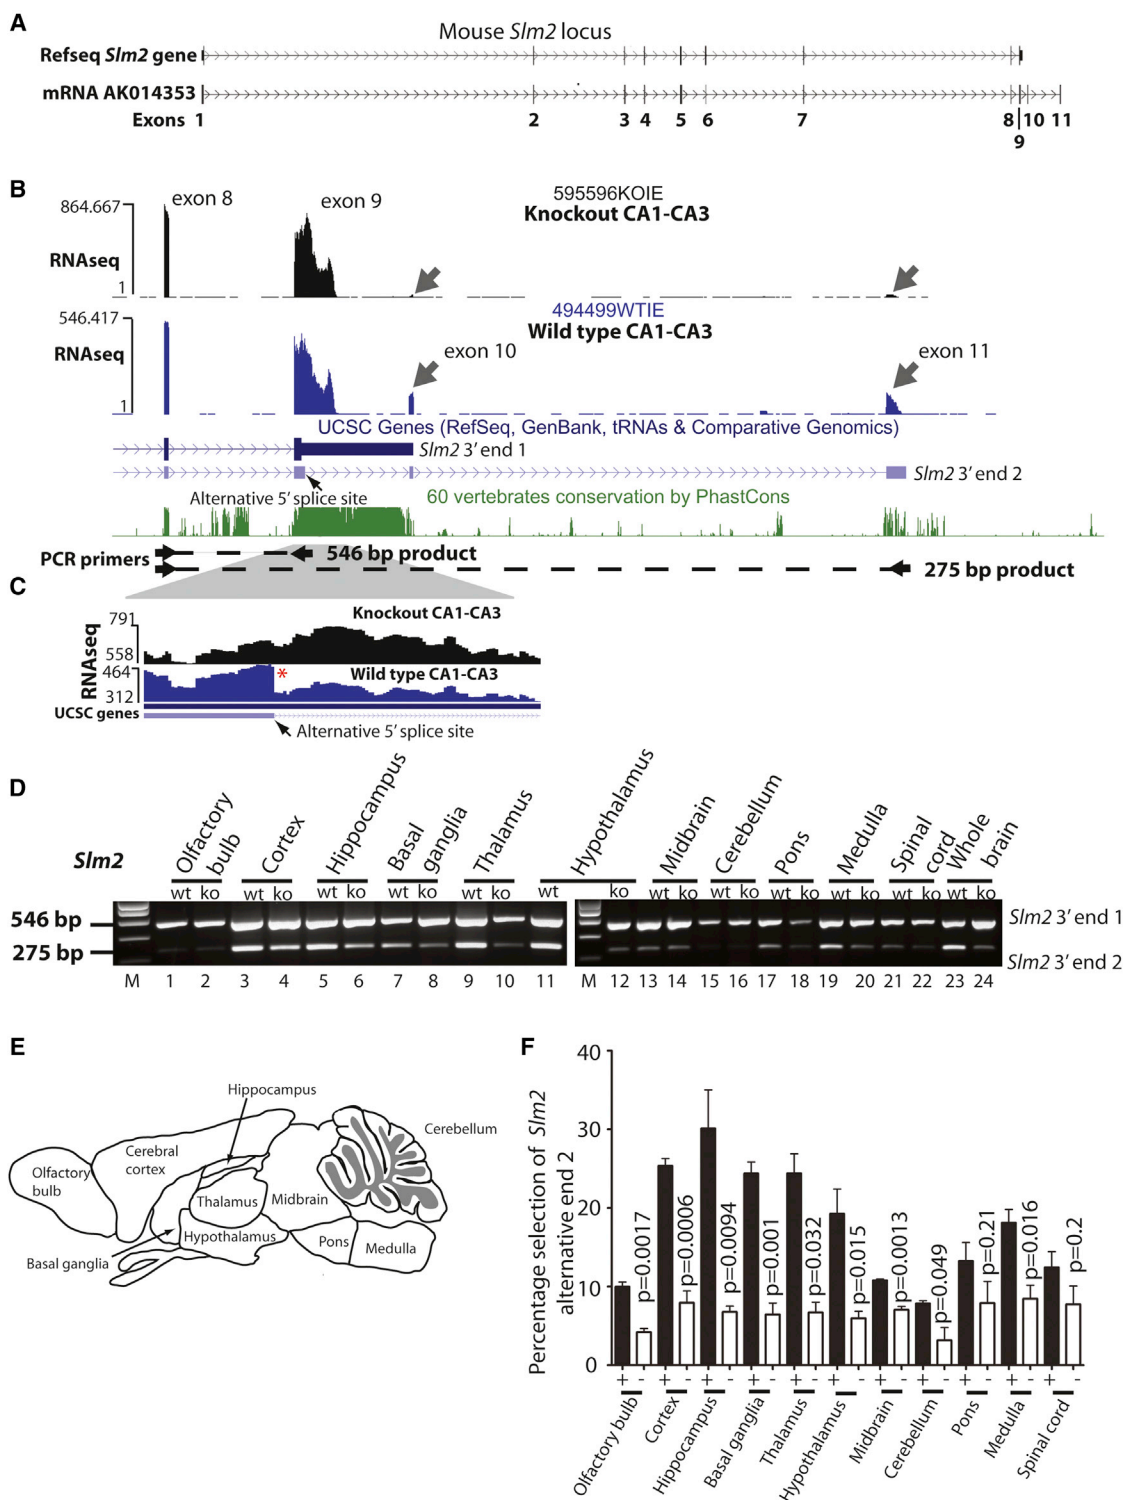 A
Mouse Slm2 locus
Refseq Slm2 gene
mRNA AK014353
Exons 1 2 3 4 5 6 7 8 10 11
9
B
864.667
exon 8
exon 9
595596KOIE
Knockout CA1-CA3
RNAseq
1
546.417
494499WTIE
Wild type CA1-CA3
RNAseq
exon 10
exon 11
1
UCSC Genes (RefSeq, GenBank, tRNAs & Comparative Genomics)
Slm2 3' end 1
Slm2 3' end 2
Alternative 5' splice site
60 vertebrates conservation by PhastCons
PCR primers
546 bp product
275 bp product
C
791
Knockout CA1-CA3
558
RNAseq
464
* Wild type CA1-CA3
312
UCSC genes
Alternative 5' splice site
D
Slm2
Olfactory bulb
Cortex
Hippocampus
Basal ganglia
Thalamus
Hypothalamus
Midbrain
Cerebellum
Pons
Medulla
Spinal cord
Whole brain
wt ko wt ko wt ko wt ko wt ko wt ko wt ko wt ko wt ko wt ko wt ko wt ko
546 bp
Slm2 3' end 1
275 bp
Slm2 3' end 2
M 1 2 3 4 5 6 7 8 9 10 11 M 12 13 14 15 16 17 18 19 20 21 22 23 24
E
Hippocampus
Cerebellum
Cerebral cortex
Olfactory bulb
Thalamus
Midbrain
Hypothalamus
Pons
Medulla
Basal ganglia
F
Percentage selection of Slm2
alternative end 2
40
30
20
10
0
p=0.0017
p=0.0006
p=0.0094
p=0.001
p=0.032
p=0.015
p=0.0013
p=0.049
p=0.21
p=0.016
p=0.2
+ - + - + - + - + - + - + - + - + - + - + -
Olfactory bulb
Cortex
Hippocampus
Basal ganglia
Thalamus
Hypothalamus
Midbrain
Cerebellum
Pons
Medulla
Spinal cord